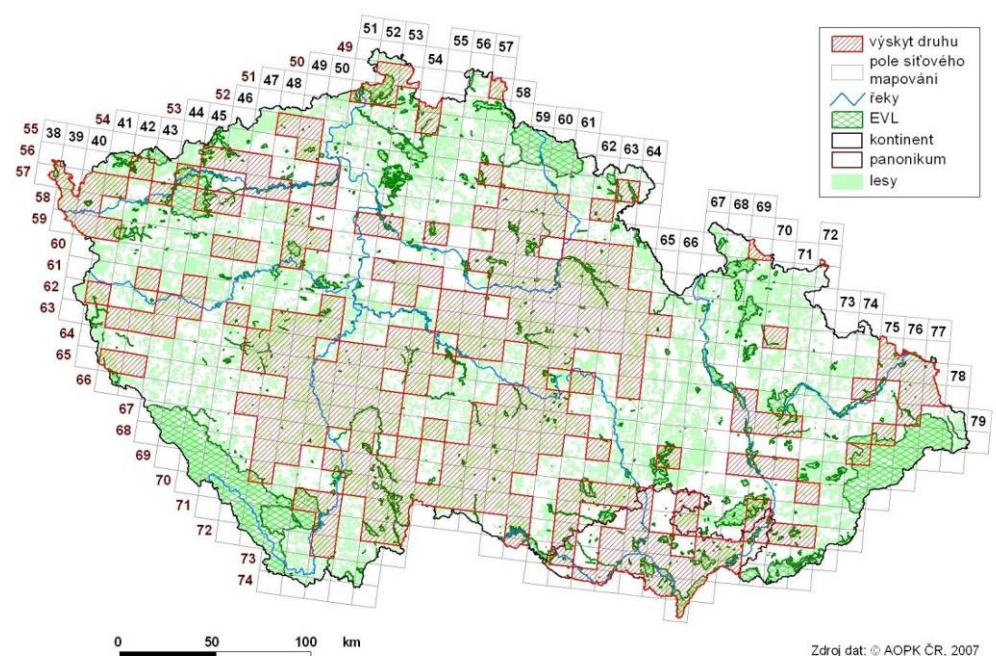 51 52 53
55 56 57
49
54
50
49 50
58
51
47 48
52
46
59 60 61
53
44 45
54
41 42 43
62 63 64
55
38 39 40
56
57
58
59
60
61
62
63
64
65
66
67
68
69
70
71
72
73
74
65 66
67 68 69
70
71
72
73 74
75 76 77
78
79
výskyt druhu
pole síťového
mapování
řeky
EVL
kontinent
panonikum
lesy
0 50 100 km
Zdroj dat: © AOPK ČR, 2007